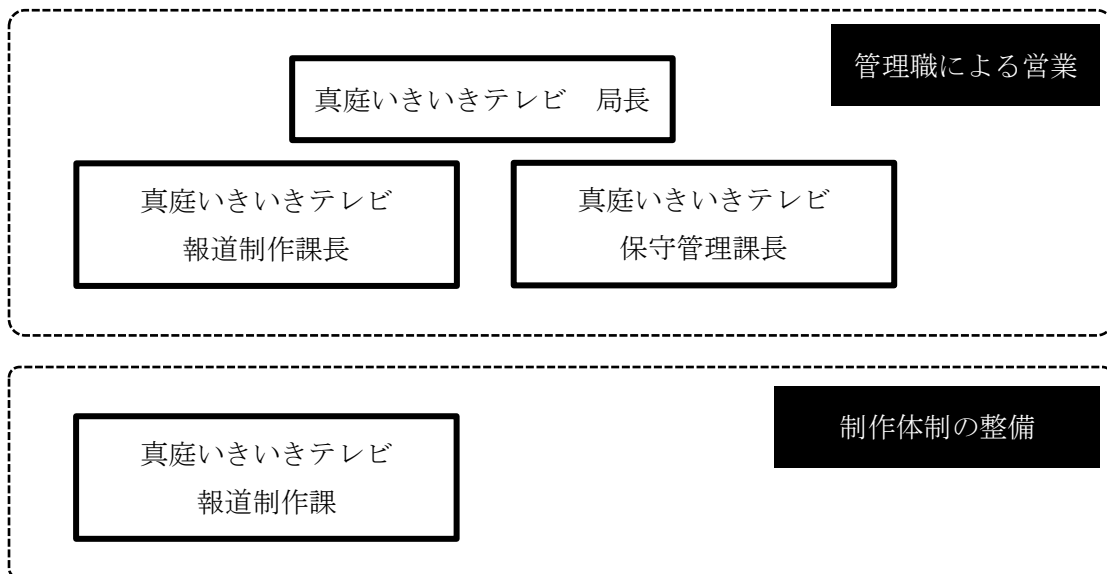 管理職による営業
真庭いきいきテレビ　局長
真庭いきいきテレビ
報道制作課長
真庭いきいきテレビ
保守管理課長
制作体制の整備
真庭いきいきテレビ
報道制作課